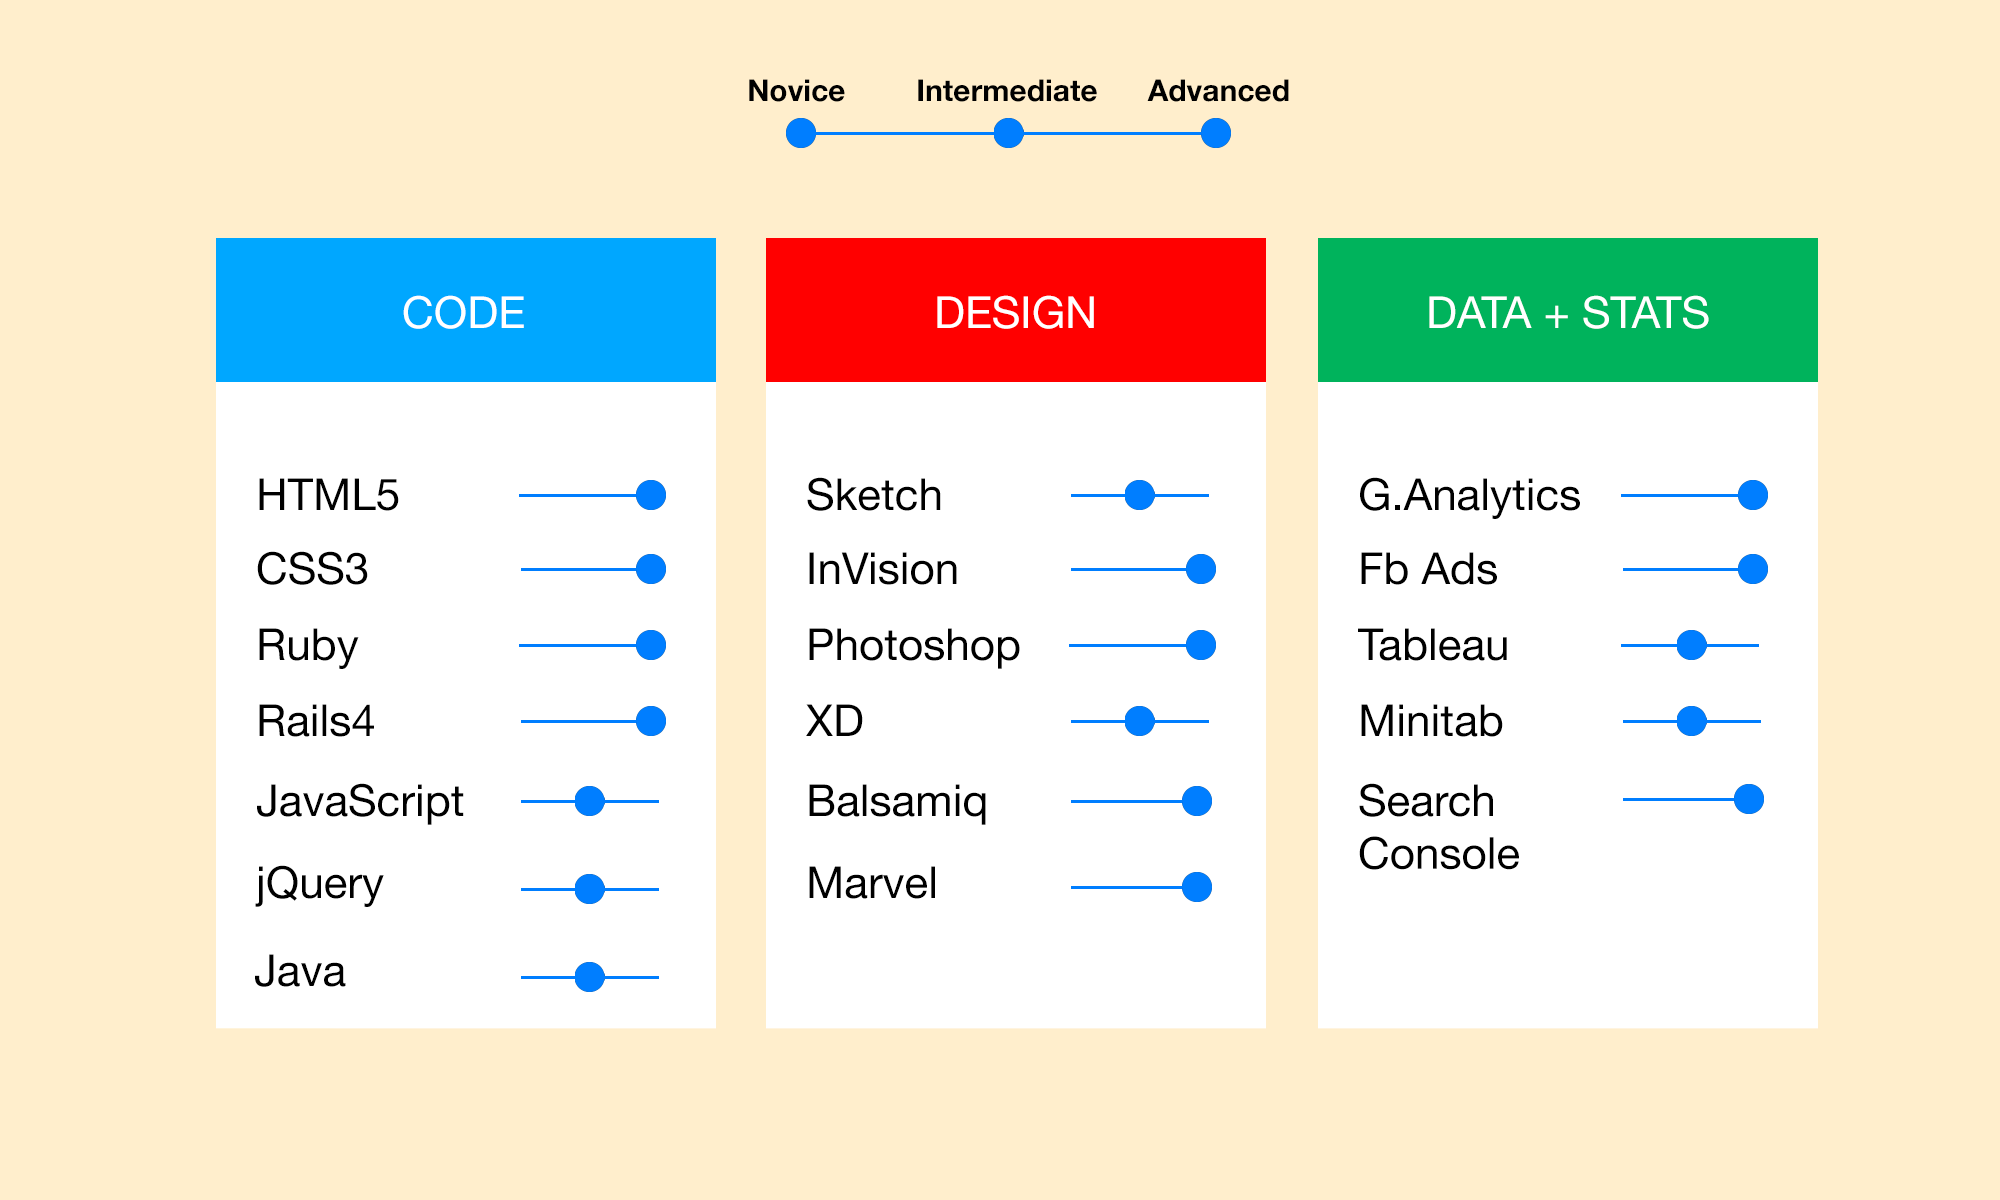 Novice Intermediate Advanced
CODE
HTML5
CSS3
Ruby
Rails4
JavaScript
jQuery
Java
DESIGN
Sketch
InVision
Photoshop
XD
Balsamiq
Marvel
DATA + STATS
G.Analytics
Fb Ads
Tableau
Minitab
Search
Console